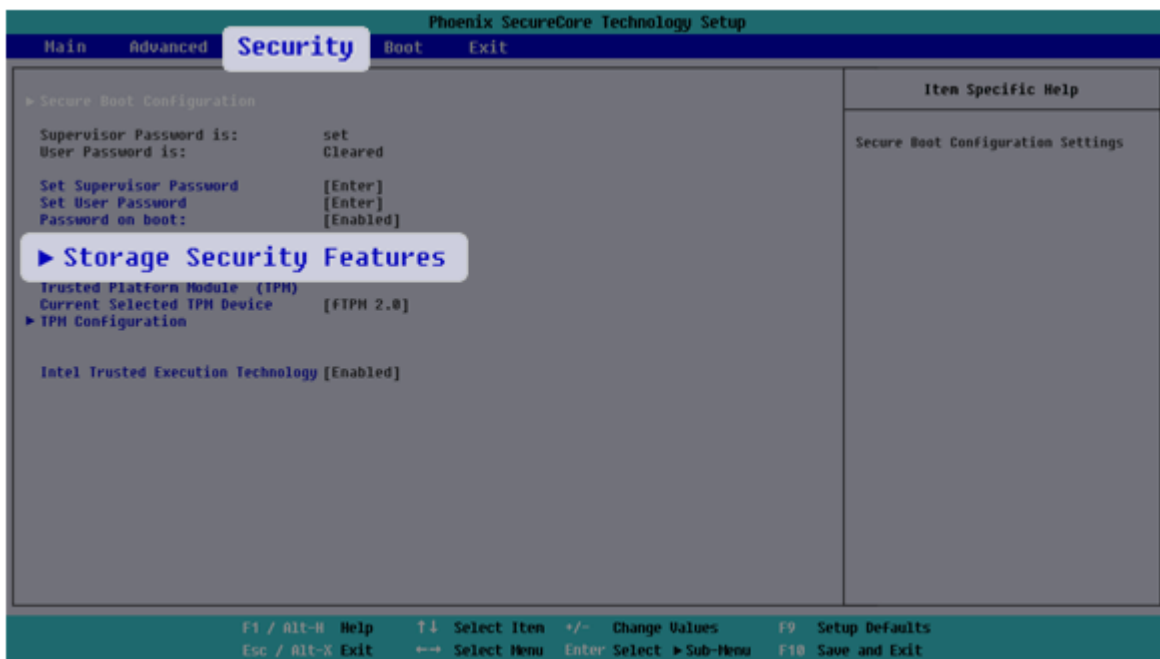 Phoenix SecureCore Technology Setup
Main Advanced Security Boot Exit
▶ Secure Boot Configuration
Supervisor Password is: set
User Password is: Cleared
Set Supervisor Password [Enter]
Set User Password [Enter]
Password on boot: [Enabled]
▶ Storage Security Features
Trusted Platform Module (TPM)
Current Selected TPM Device [fTPM 2.0]
▶ TPM Configuration
Intel Trusted Execution Technology [Enabled]
Item Specific Help
Secure Boot Configuration Settings
F1 / Alt-H Help ↑↓ Select Item +/- Change Values F9 Setup Defaults
Esc / Alt-X Exit ←→ Select Menu Enter Select ▶ Sub-Menu F10 Save and Exit